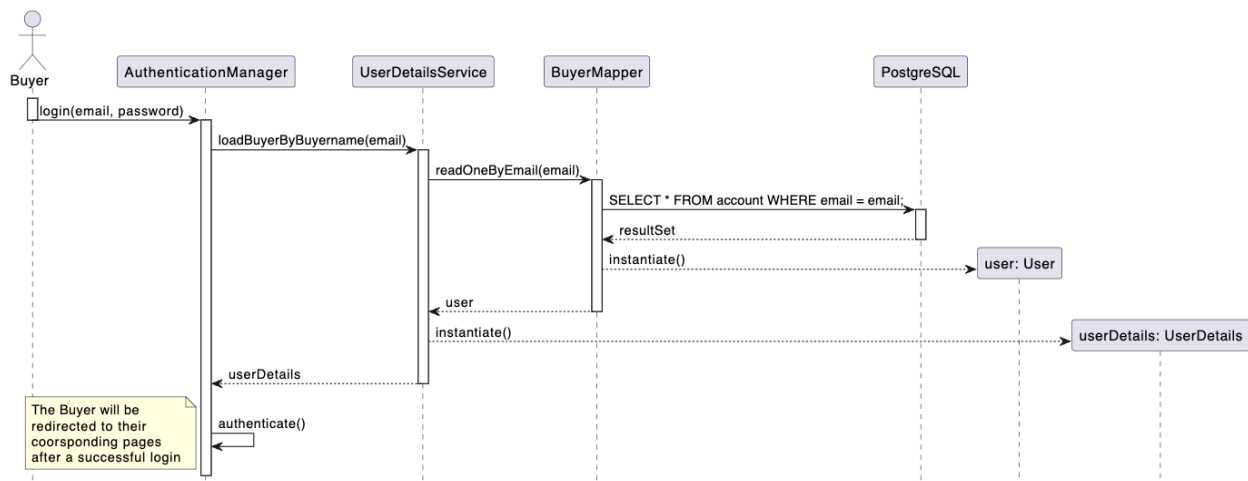 Buyer
AuthenticationManager
UserDetailsService
BuyerMapper
PostgreSQL
login(email, password)
loadBuyerByBuyername(email)
readOneByEmail(email)
SELECT * FROM account WHERE email = email;
resultSet
instantiate()
user: User
user
instantiate()
userDetails: UserDetails
userDetails
The Buyer will be
redirected to their
coorsponding pages
after a successful login
authenticate()